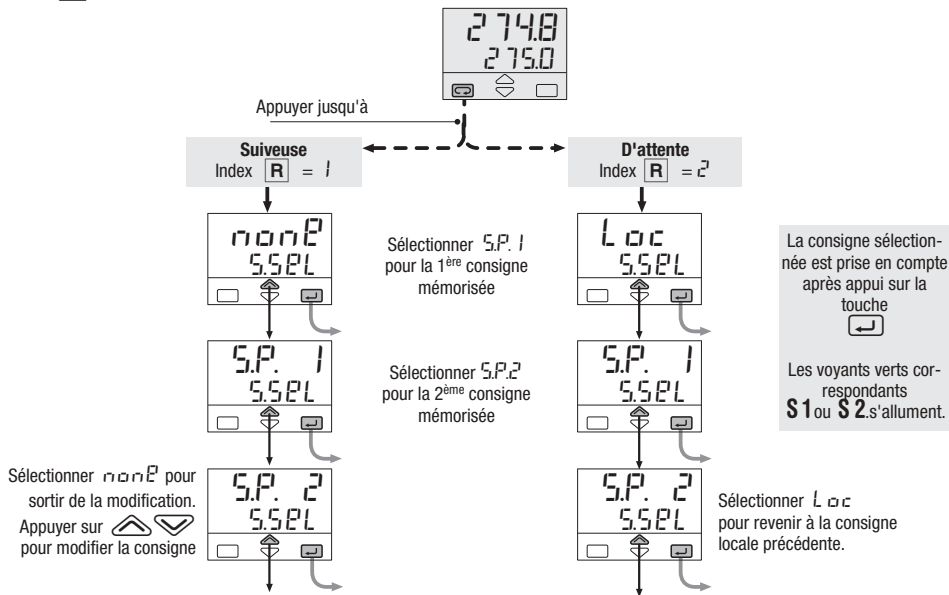 274.8
275.0
Appuyer jusqu'à
Suiveuse
Index R = 1
D'attente
Index R = 2
nonE
S.SEL
Sélectionner S.P. 1
pour la 1ère consigne
mémorisée
Loc
S.SEL
La consigne sélection-
née est prise en compte
après appui sur la
touche
Les voyants verts cor-
respondants
S 1 ou S 2.s'allument.
S.P. 1
S.SEL
Sélectionner S.P.2
pour la 2ème consigne
mémorisée
S.P. 1
S.SEL
Sélectionner nonE pour
sortir de la modification.
Appuyer sur
pour modifier la consigne
S.P. 2
S.SEL
S.P. 2
S.SEL
Sélectionner Loc
pour revenir à la consigne
locale précédente.